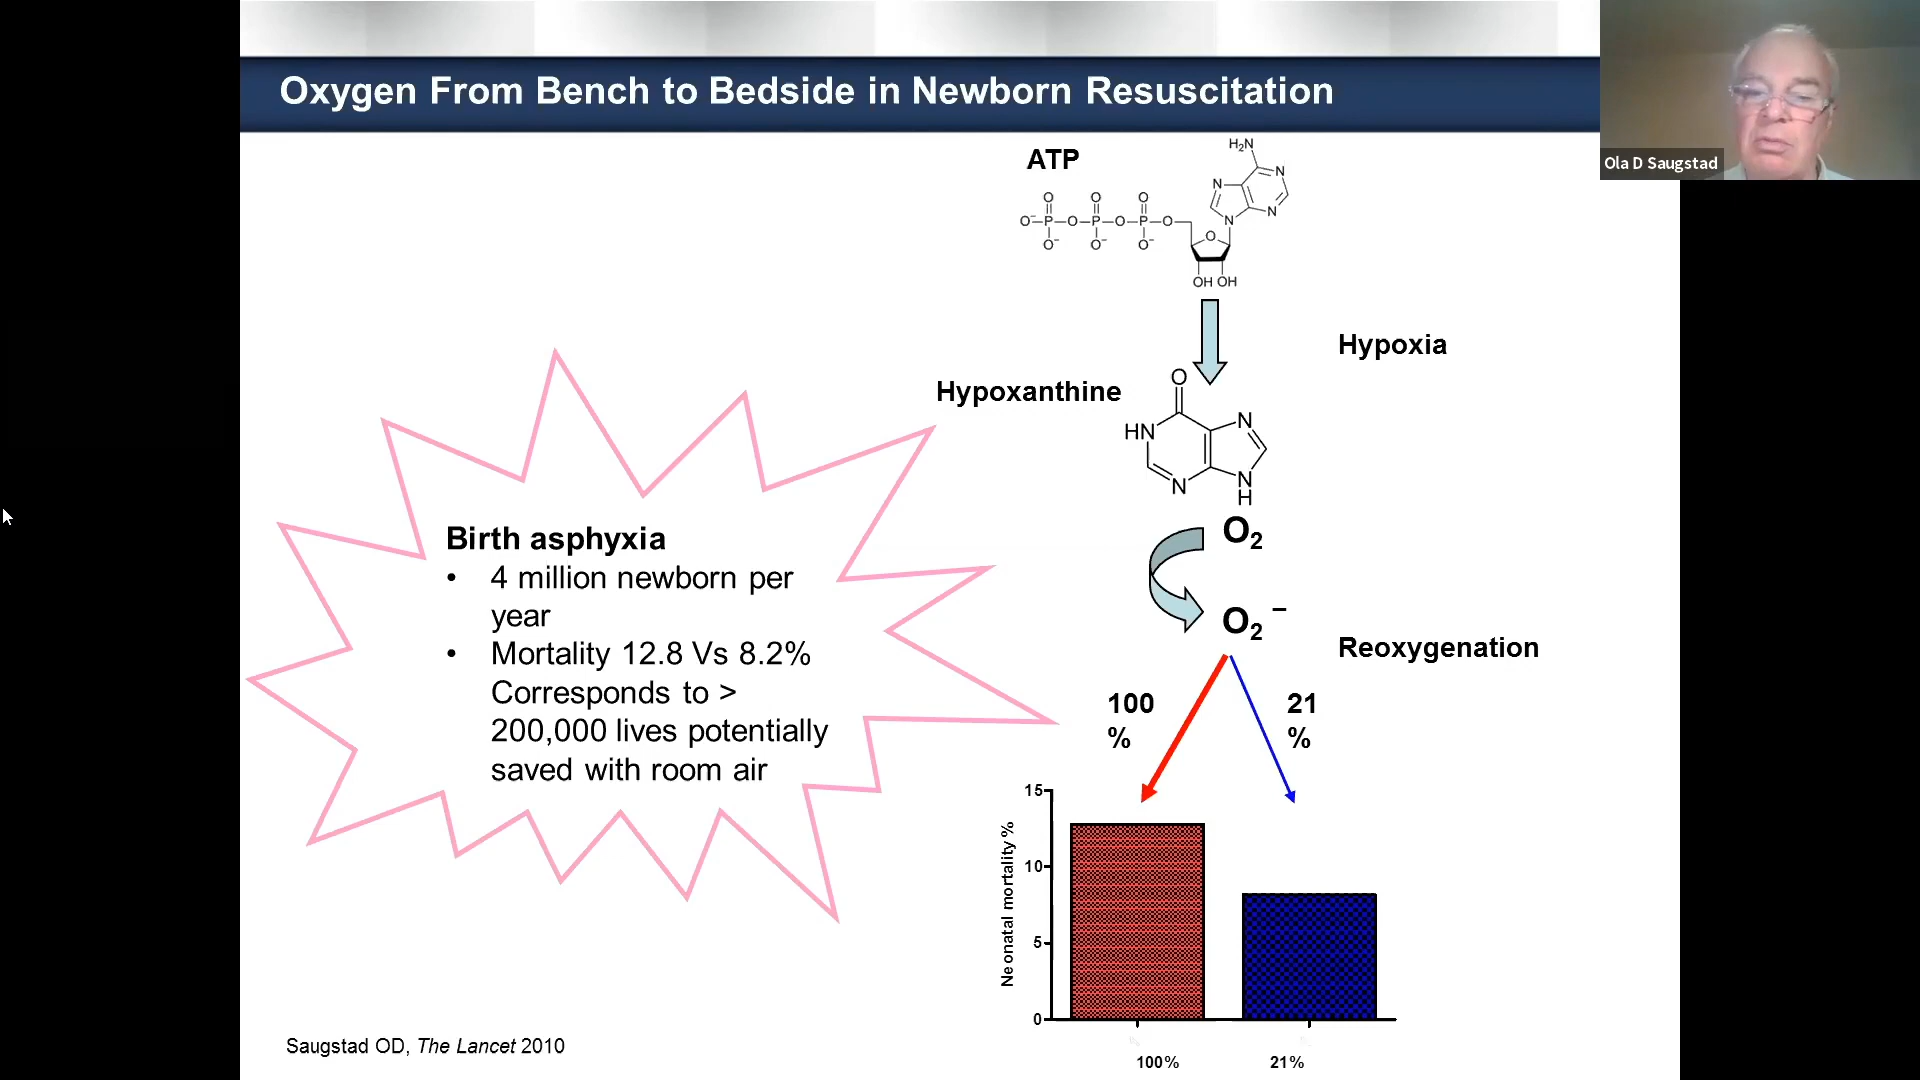 Oxygen From Bench to Bedside in Newborn Resuscitation
Ola D Saugstad
ATP
H₂N
N
N
N
N
O⁻ P O P O P O
O O O
O⁻ O⁻ O⁻
O
OH OH
Hypoxia
Hypoxanthine
O
HN
N
N
N
H
O₂
O₂ ⁻
Reoxygenation
Birth asphyxia
• 4 million newborn per
year
• Mortality 12.8 Vs 8.2%
Corresponds to >
200,000 lives potentially
saved with room air
100
%
21
%
Neonatal mortality %
15
10
5
0
100%
21%
Saugstad OD, The Lancet 2010